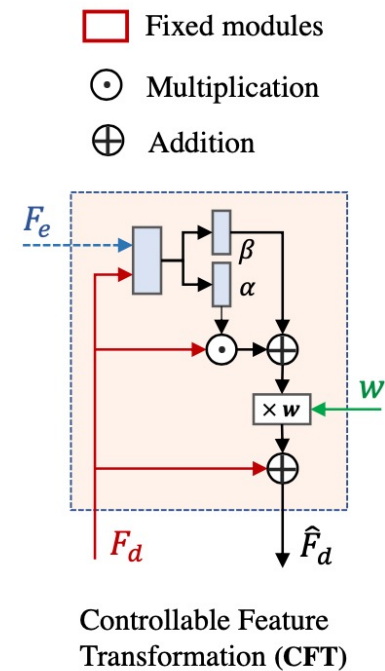 Fixed modules
Multiplication
Addition
F_e
β
α
× w
w
F_d
F̂_d
Controllable Feature
Transformation (CFT)